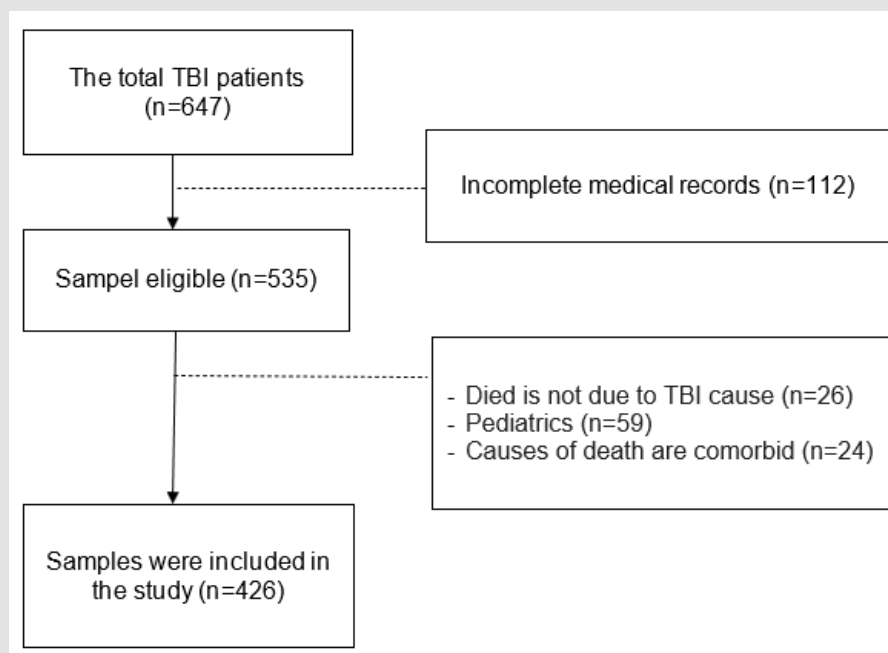 The total TBI patients
(n=647)
Incomplete medical records (n=112)
Sampel eligible (n=535)
- Died is not due to TBI cause (n=26)
- Pediatrics (n=59)
- Causes of death are comorbid (n=24)
Samples were included in
the study (n=426)